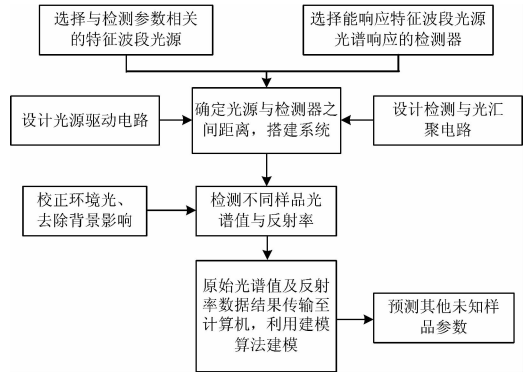 选择与检测参数相关
的特征波段光源
选择能响应特征波段光源
光谱响应的检测器
设计光源驱动电路
确定光源与检测器之
间距离，搭建系统
设计检测与光汇
聚电路
校正环境光、
去除背景影响
检测不同样品光
谱值与反射率
原始光谱值及反射
率数据结果传输至
计算机，利用建模
算法建模
预测其他未知样
品参数